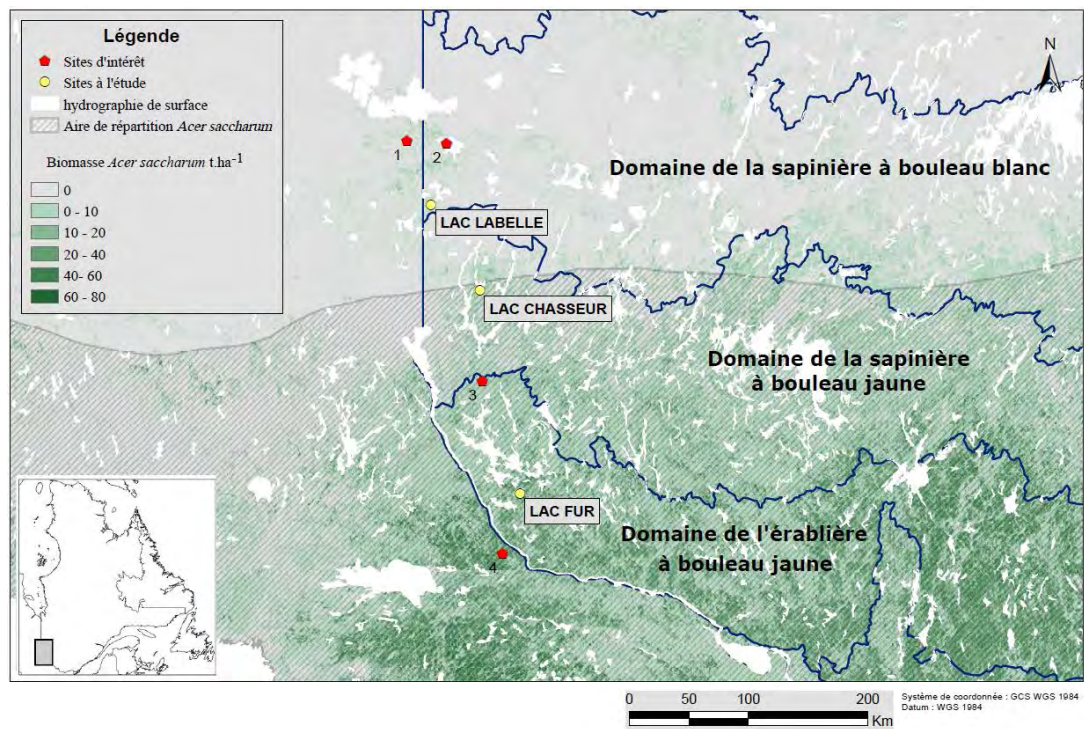 Légende
Sites d'intérêt
Sites à l'étude
hydrographie de surface
Aire de répartition Acer saccharum
Biomasse Acer saccharum t.ha-1
0
0 - 10
10 - 20
20 - 40
40- 60
60 - 80
N
1
2
Domaine de la sapinière à bouleau blanc
LAC LABELLE
LAC CHASSEUR
Domaine de la sapinière
à bouleau jaune
3
LAC FUR
Domaine de l'érablière
à bouleau jaune
4
0 50 100 200
Km
Système de coordonnée : GCS WGS 1984
Datum : WGS 1984